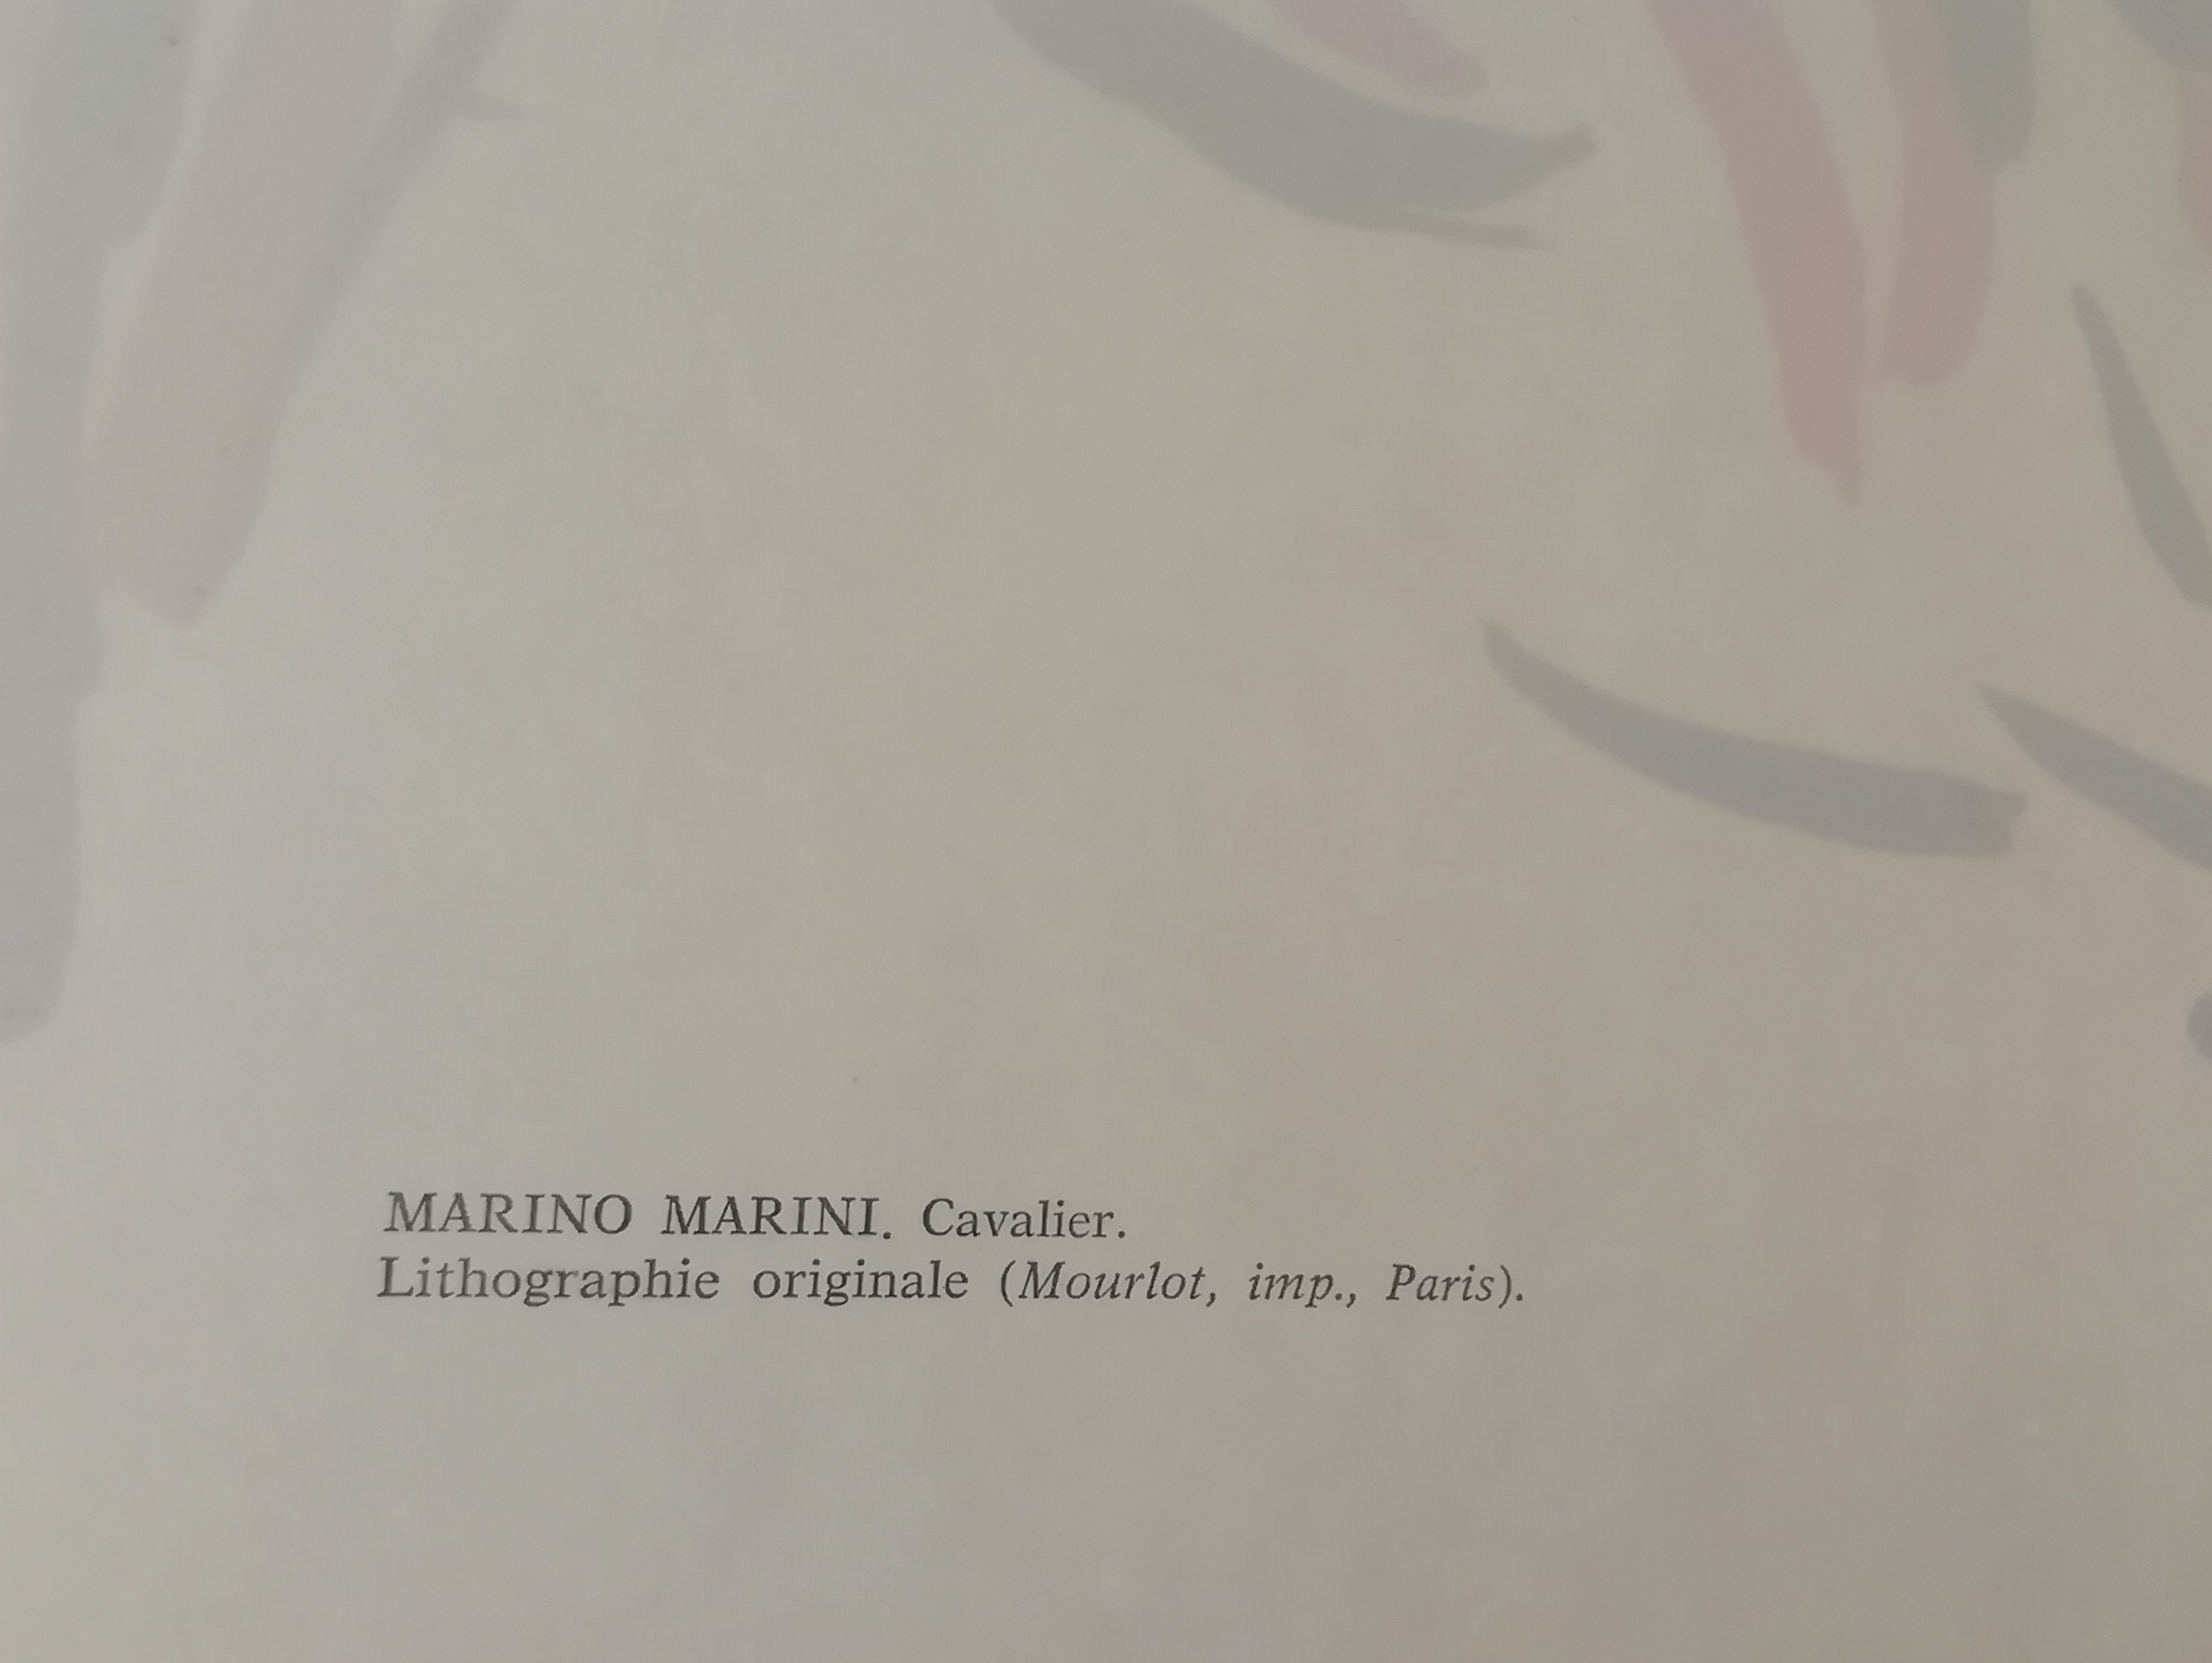 MARINO MARINI. Cavalier.
Lithographie originale (Mourlot, imp., Paris).